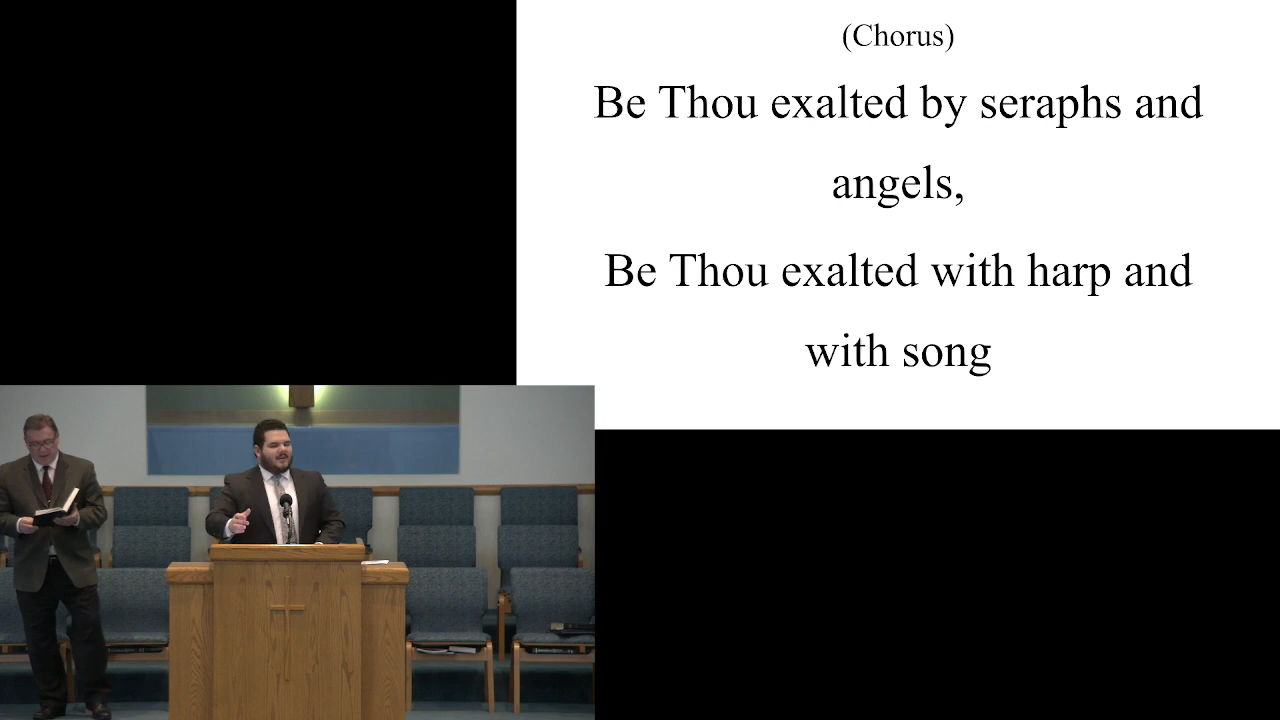 (Chorus)
Be Thou exalted by seraphs and
angels,
Be Thou exalted with harp and
with song